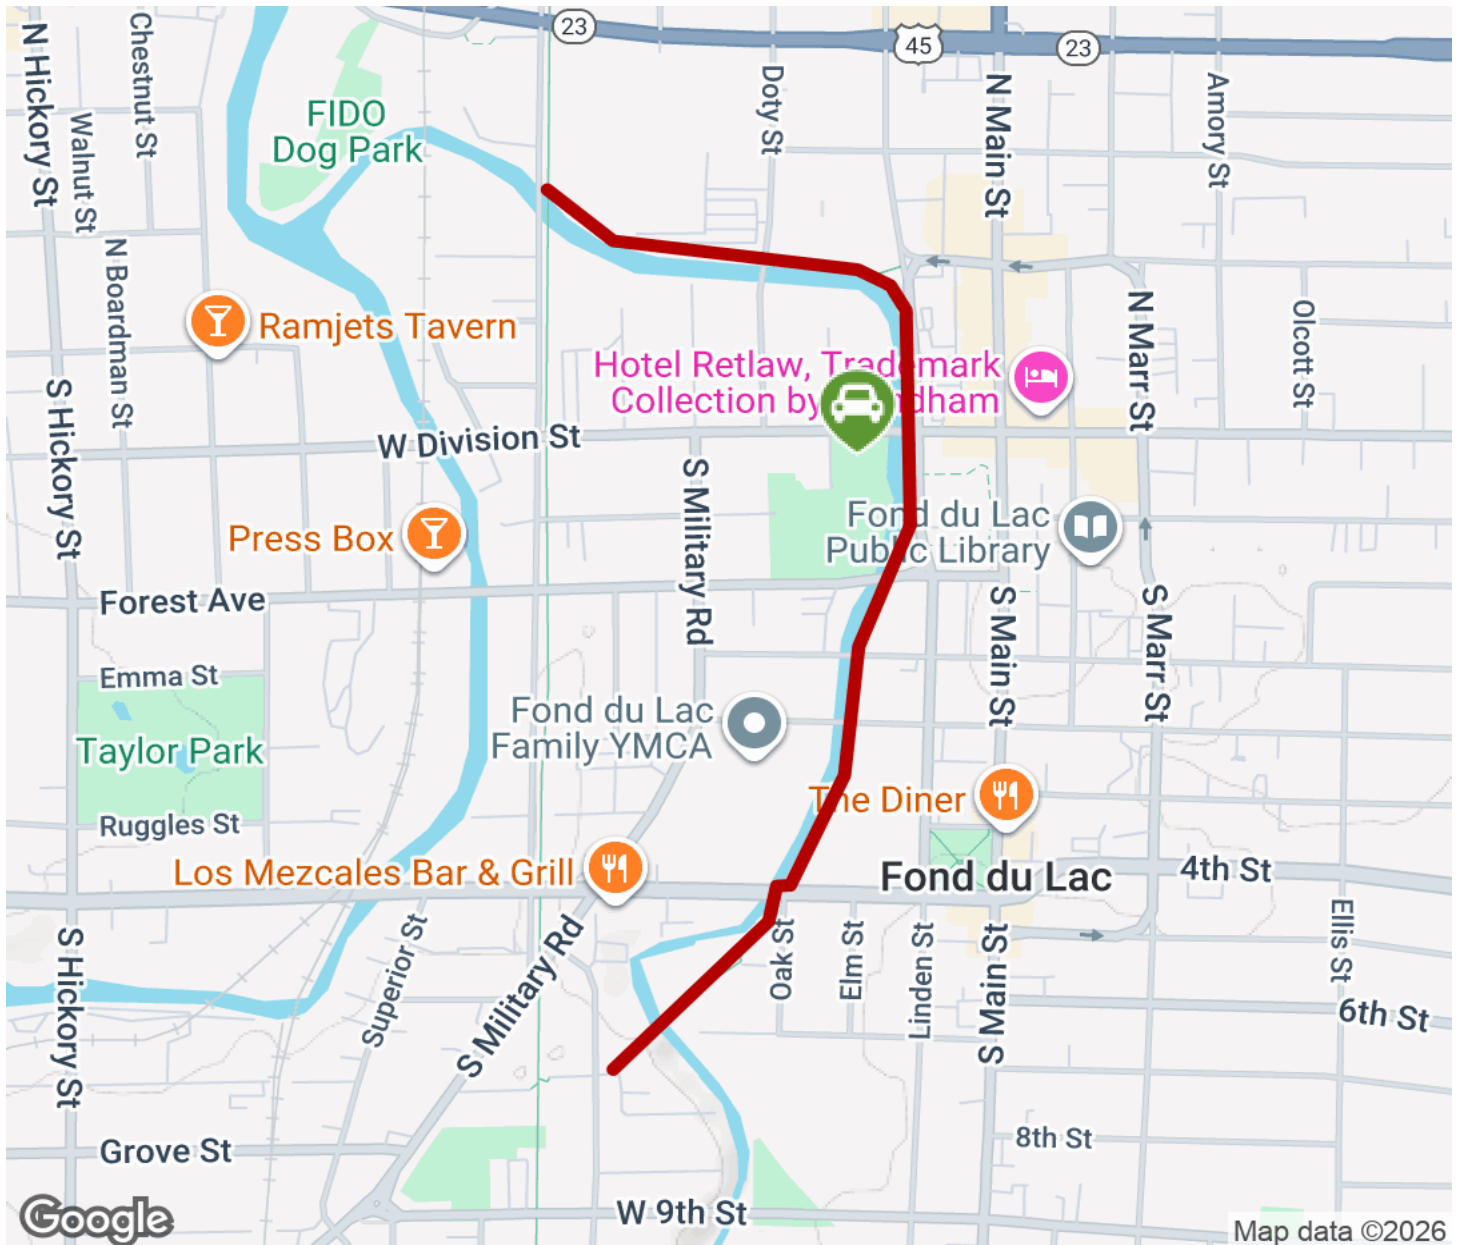 23
45
23
N Hickory St
Chestnut St
Walnut St
FIDO
Dog Park
Doty St
N Main St
Amory St
N Boardman St
Ramjets Tavern
N Marr St
Olcott St
Hotel Retlaw, Trademark
Collection by
dham
S Hickory St
W Division St
S Military Rd
Press Box
Fond du Lac
Public Library
Forest Ave
S Main St
S Marr St
Emma St
Taylor Park
Fond du Lac
Family YMCA
Ruggles St
The Diner
Los Mezcales Bar & Grill
Fond du Lac
4th St
S Hickory St
Superior St
S Military Rd
Oak St
Elm St
Linden St
S Main St
Ellis St
6th St
Grove St
8th St
W 9th St
Google
Map data ©2026